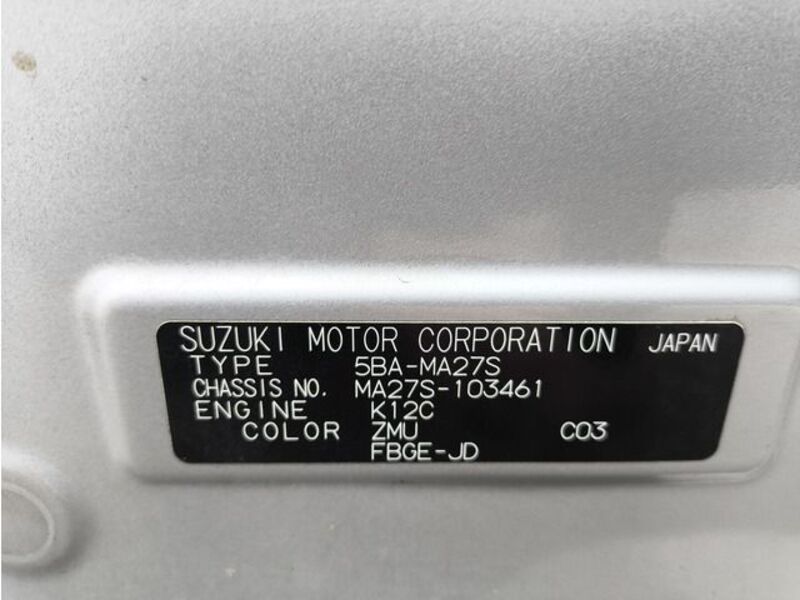 SUZUKI MOTOR CORPORATION JAPAN
TYPE 5BA-MA27S
CHASSIS NO. MA27S-103461
ENGINE K12C
COLOR ZMU C03
FBGE-JD